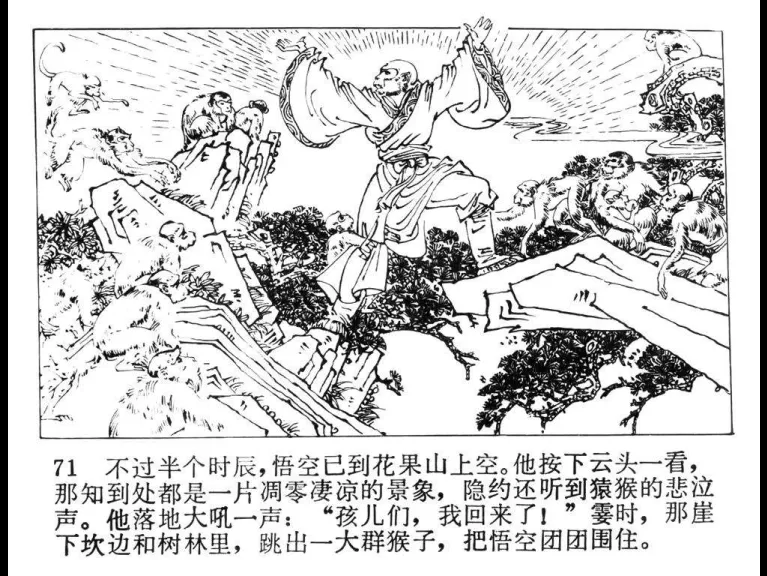 71 不过半个时辰,悟空已到花果山上空。他按下云头一看,
那知到处都是一片凋零凄凉的景象,隐约还听到猿猴的悲泣
声。他落地大吼一声:“孩儿们,我回来了!”霎时,那崖
下坎边和树林里,跳出一大群猴子,把悟空团团围住。